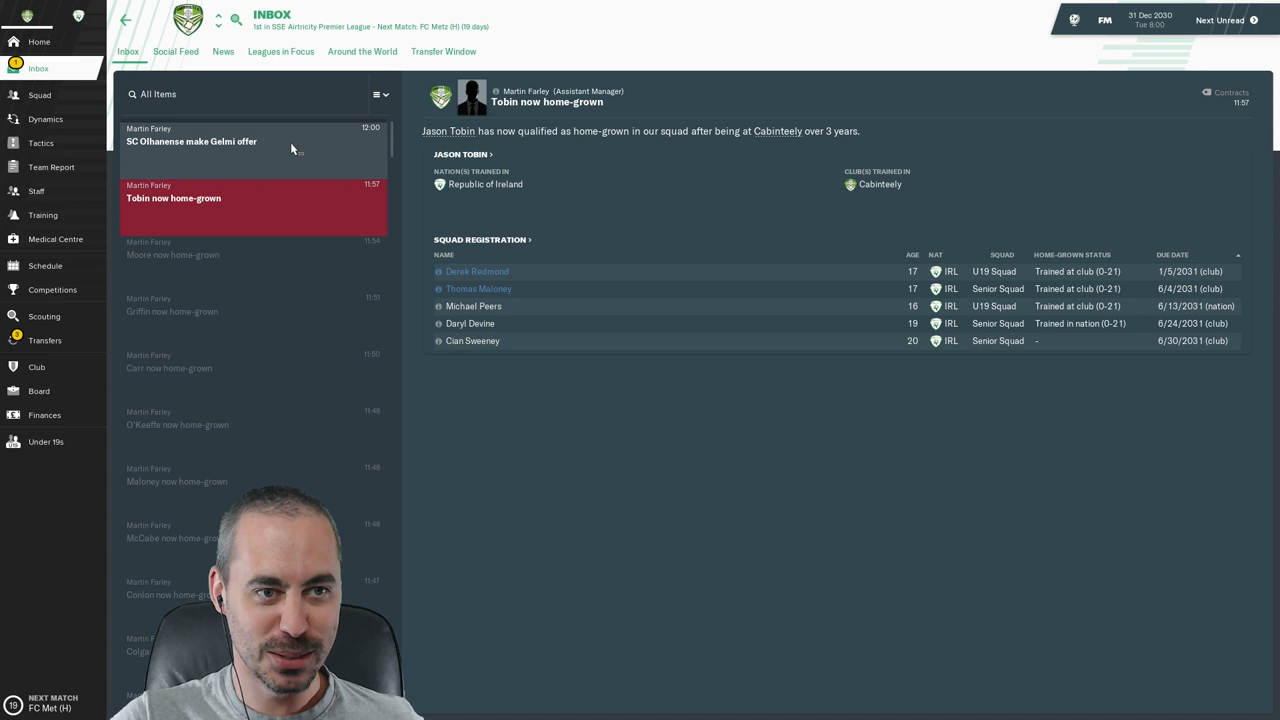 INBOX
1st in SSE Airtricity Premier League - Next Match: FC Metz (H) (19 days)
31 Dec 2030
Tue 8:00
FM
Next Unread
Home
1
Inbox
Squad
Dynamics
Tactics
Team Report
Staff
Training
Medical Centre
Schedule
Competitions
Scouting
3
Transfers
Club
Board
Finances
Under 19s
19
NEXT MATCH
FC Met (H)
Inbox
Social Feed
News
Leagues in Focus
Around the World
Transfer Window
All Items
Martin Farley 12:00
SC Olhanense make Gelmi offer
Martin Farley 11:57
Tobin now home-grown
Martin Farley 11:54
Moore now home-grown
Martin Farley 11:51
Griffin now home-grown
Martin Farley 11:50
Carr now home-grown
Martin Farley 11:48
O'Keeffe now home-grown
Martin Farley 11:48
Maloney now home-grown
Martin Farley 11:48
McCabe now home-grow
Martin Farley 11:47
Conlon now home-gro
Martin F
Colga
Martin Farley (Assistant Manager)
Tobin now home-grown
Contracts
11:57
Jason Tobin has now qualified as home-grown in our squad after being at Cabinteely over 3 years.
JASON TOBIN >
NATION(S) TRAINED IN CLUB(S) TRAINED IN
Republic of Ireland Cabinteely
SQUAD REGISTRATION >
NAME AGE NAT SQUAD HOME-GROWN STATUS DUE DATE
Derek Redmond 17 IRL U19 Squad Trained at club (0-21) 1/5/2031 (club)
Thomas Maloney 17 IRL Senior Squad Trained at club (0-21) 6/4/2031 (club)
Michael Peers 16 IRL U19 Squad Trained at club (0-21) 6/13/2031 (nation)
Daryl Devine 19 IRL Senior Squad Trained in nation (0-21) 6/24/2031 (club)
Cian Sweeney 20 IRL Senior Squad - 6/30/2031 (club)